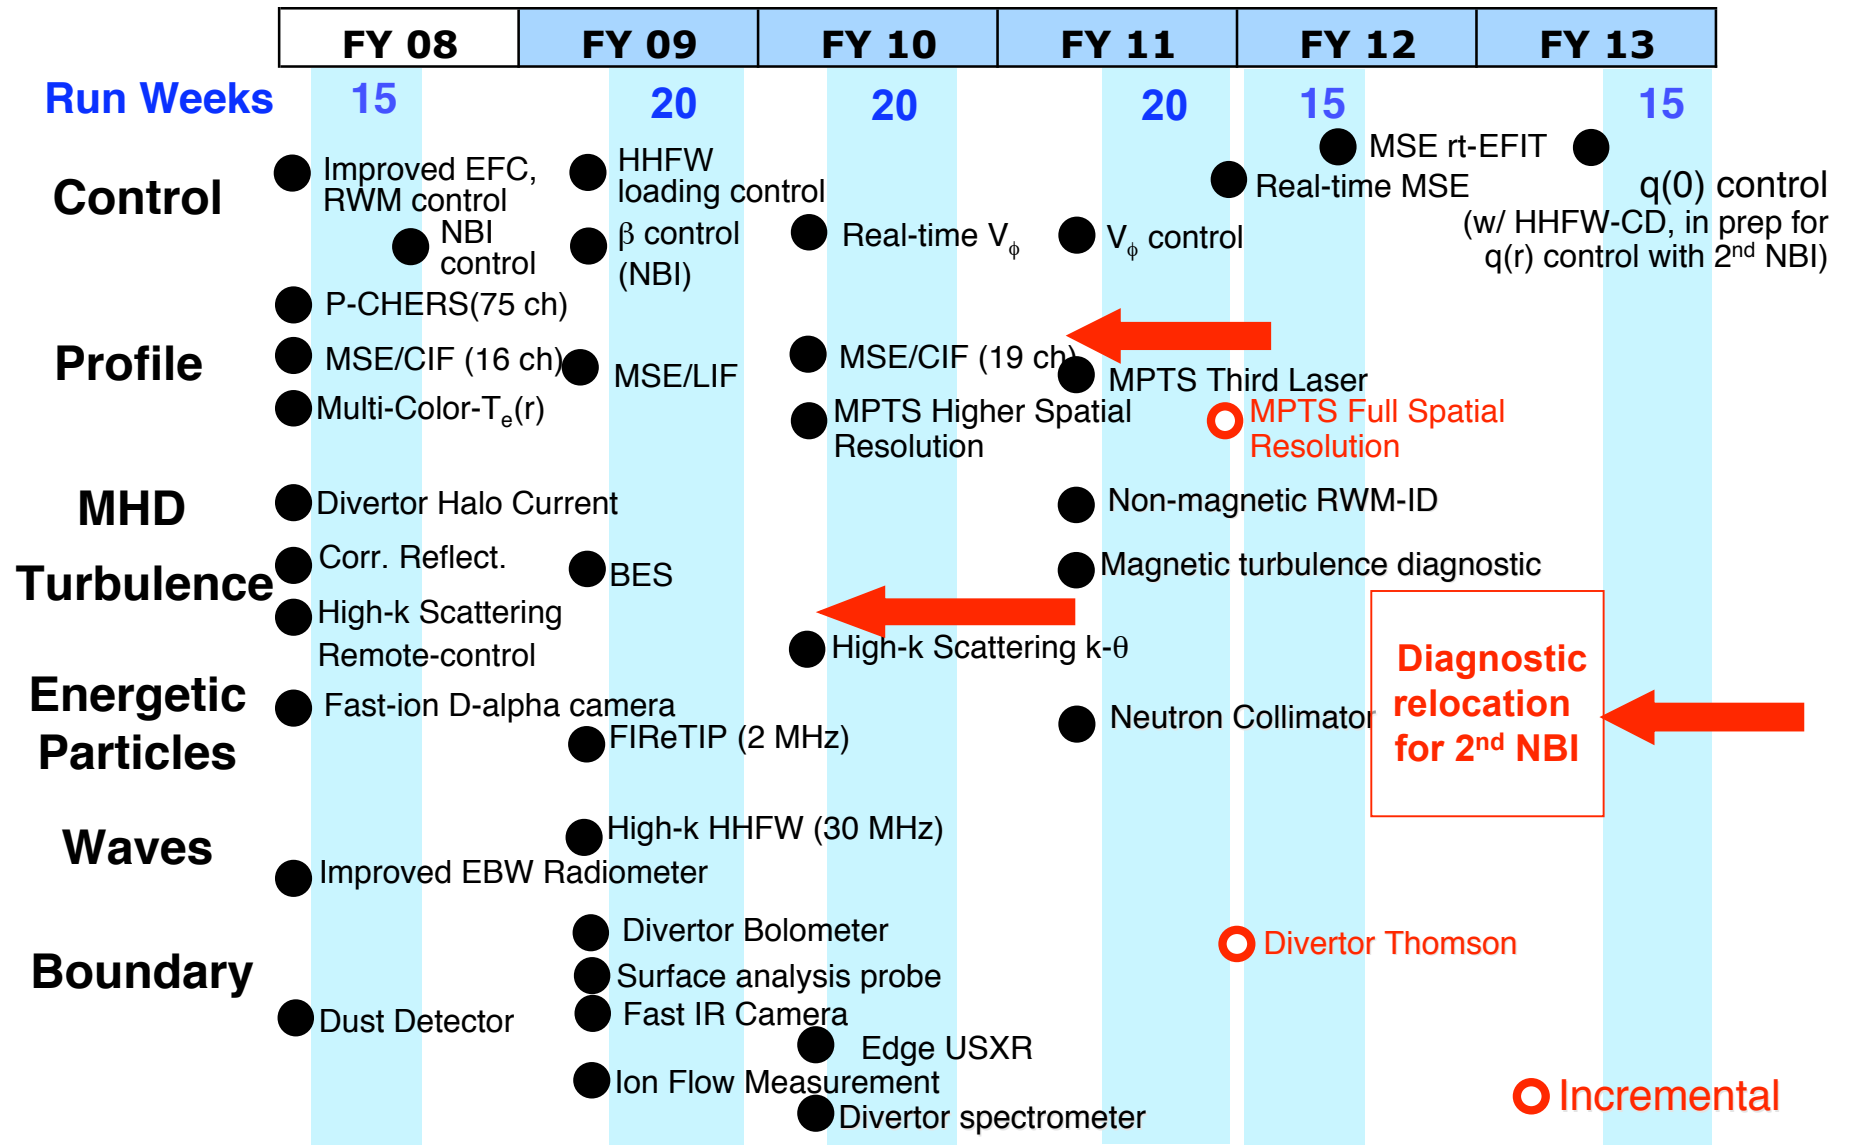 FY 08 FY 09 FY 10 FY 11 FY 12 FY 13
Run Weeks 15 20 20 20 15 15
Control
Improved EFC,
RWM control
NBI
control
HHFW
loading control
β control
(NBI)
Real-time Vϕ
Vϕ control
MSE rt-EFIT
Real-time MSE
q(0) control
(w/ HHFW-CD, in prep for
q(r) control with 2nd NBI)
Profile
P-CHERS(75 ch)
MSE/CIF (16 ch)
Multi-Color-Te(r)
MSE/LIF
MSE/CIF (19 ch)
MPTS Higher Spatial
Resolution
MPTS Third Laser
MPTS Full Spatial
Resolution
MHD
Divertor Halo Current
Non-magnetic RWM-ID
Turbulence
Corr. Reflect.
High-k Scattering
Remote-control
BES
High-k Scattering k-θ
Magnetic turbulence diagnostic
Diagnostic
relocation
for 2nd NBI
Energetic
Particles
Fast-ion D-alpha camera
FIReTIP (2 MHz)
Neutron Collimator
Waves
High-k HHFW (30 MHz)
Improved EBW Radiometer
Boundary
Divertor Bolometer
Surface analysis probe
Fast IR Camera
Dust Detector
Edge USXR
Ion Flow Measurement
Divertor spectrometer
Divertor Thomson
Incremental